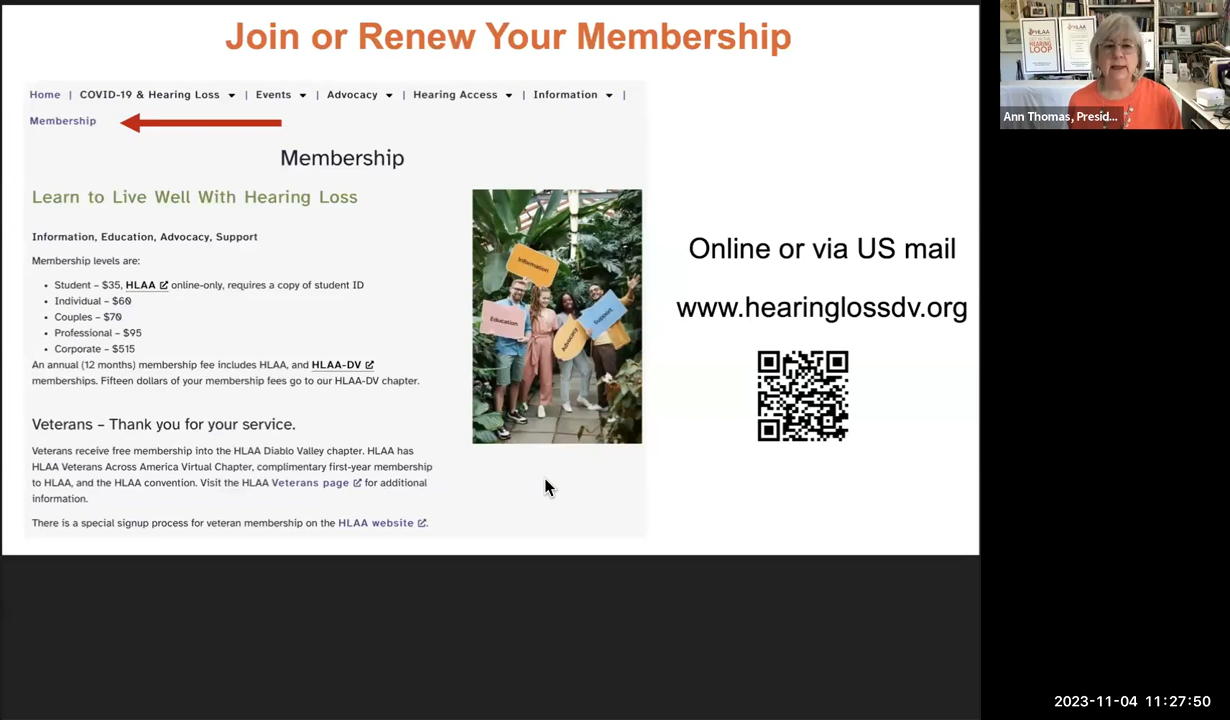 Join or Renew Your Membership
Home | COVID-19 & Hearing Loss | Events | Advocacy | Hearing Access | Information |
Membership
Membership
Learn to Live Well With Hearing Loss
Information, Education, Advocacy, Support
Membership levels are:
• Student – $35, HLAA online-only, requires a copy of student ID
• Individual – $60
• Couples – $70
• Professional – $95
• Corporate – $515
An annual (12 months) membership fee includes HLAA, and HLAA-DV
memberships. Fifteen dollars of your membership fees go to our HLAA-DV chapter.
Veterans – Thank you for your service.
Veterans receive free membership into the HLAA Diablo Valley chapter. HLAA has
HLAA Veterans Across America Virtual Chapter, complimentary first-year membership
to HLAA, and the HLAA convention. Visit the HLAA Veterans page for additional
information.
There is a special signup process for veteran membership on the HLAA website.
Information
Education
Advocacy
Support
Online or via US mail
www.hearinglossdv.org
HLAA
HEARING
LOOP
HLAA
Ann Thomas, Presid...
2023-11-04 11:27:50